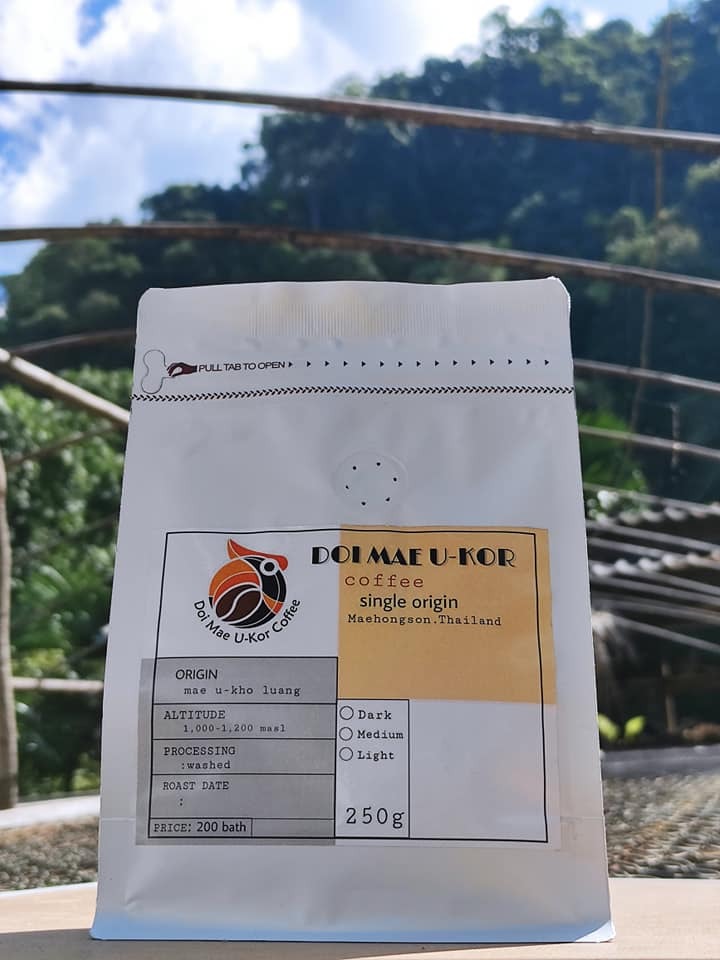 PULL TAB TO OPEN
DOI MAE U-KOR
coffee
single origin
Maehongson.Thailand
Doi Mae U-Kor Coffee
ORIGIN
mae u-kho luang
ALTITUDE
1,000-1,200 masl
PROCESSING
:washed
ROAST DATE
:
PRICE: 200 bath
Dark
Medium
Light
250g